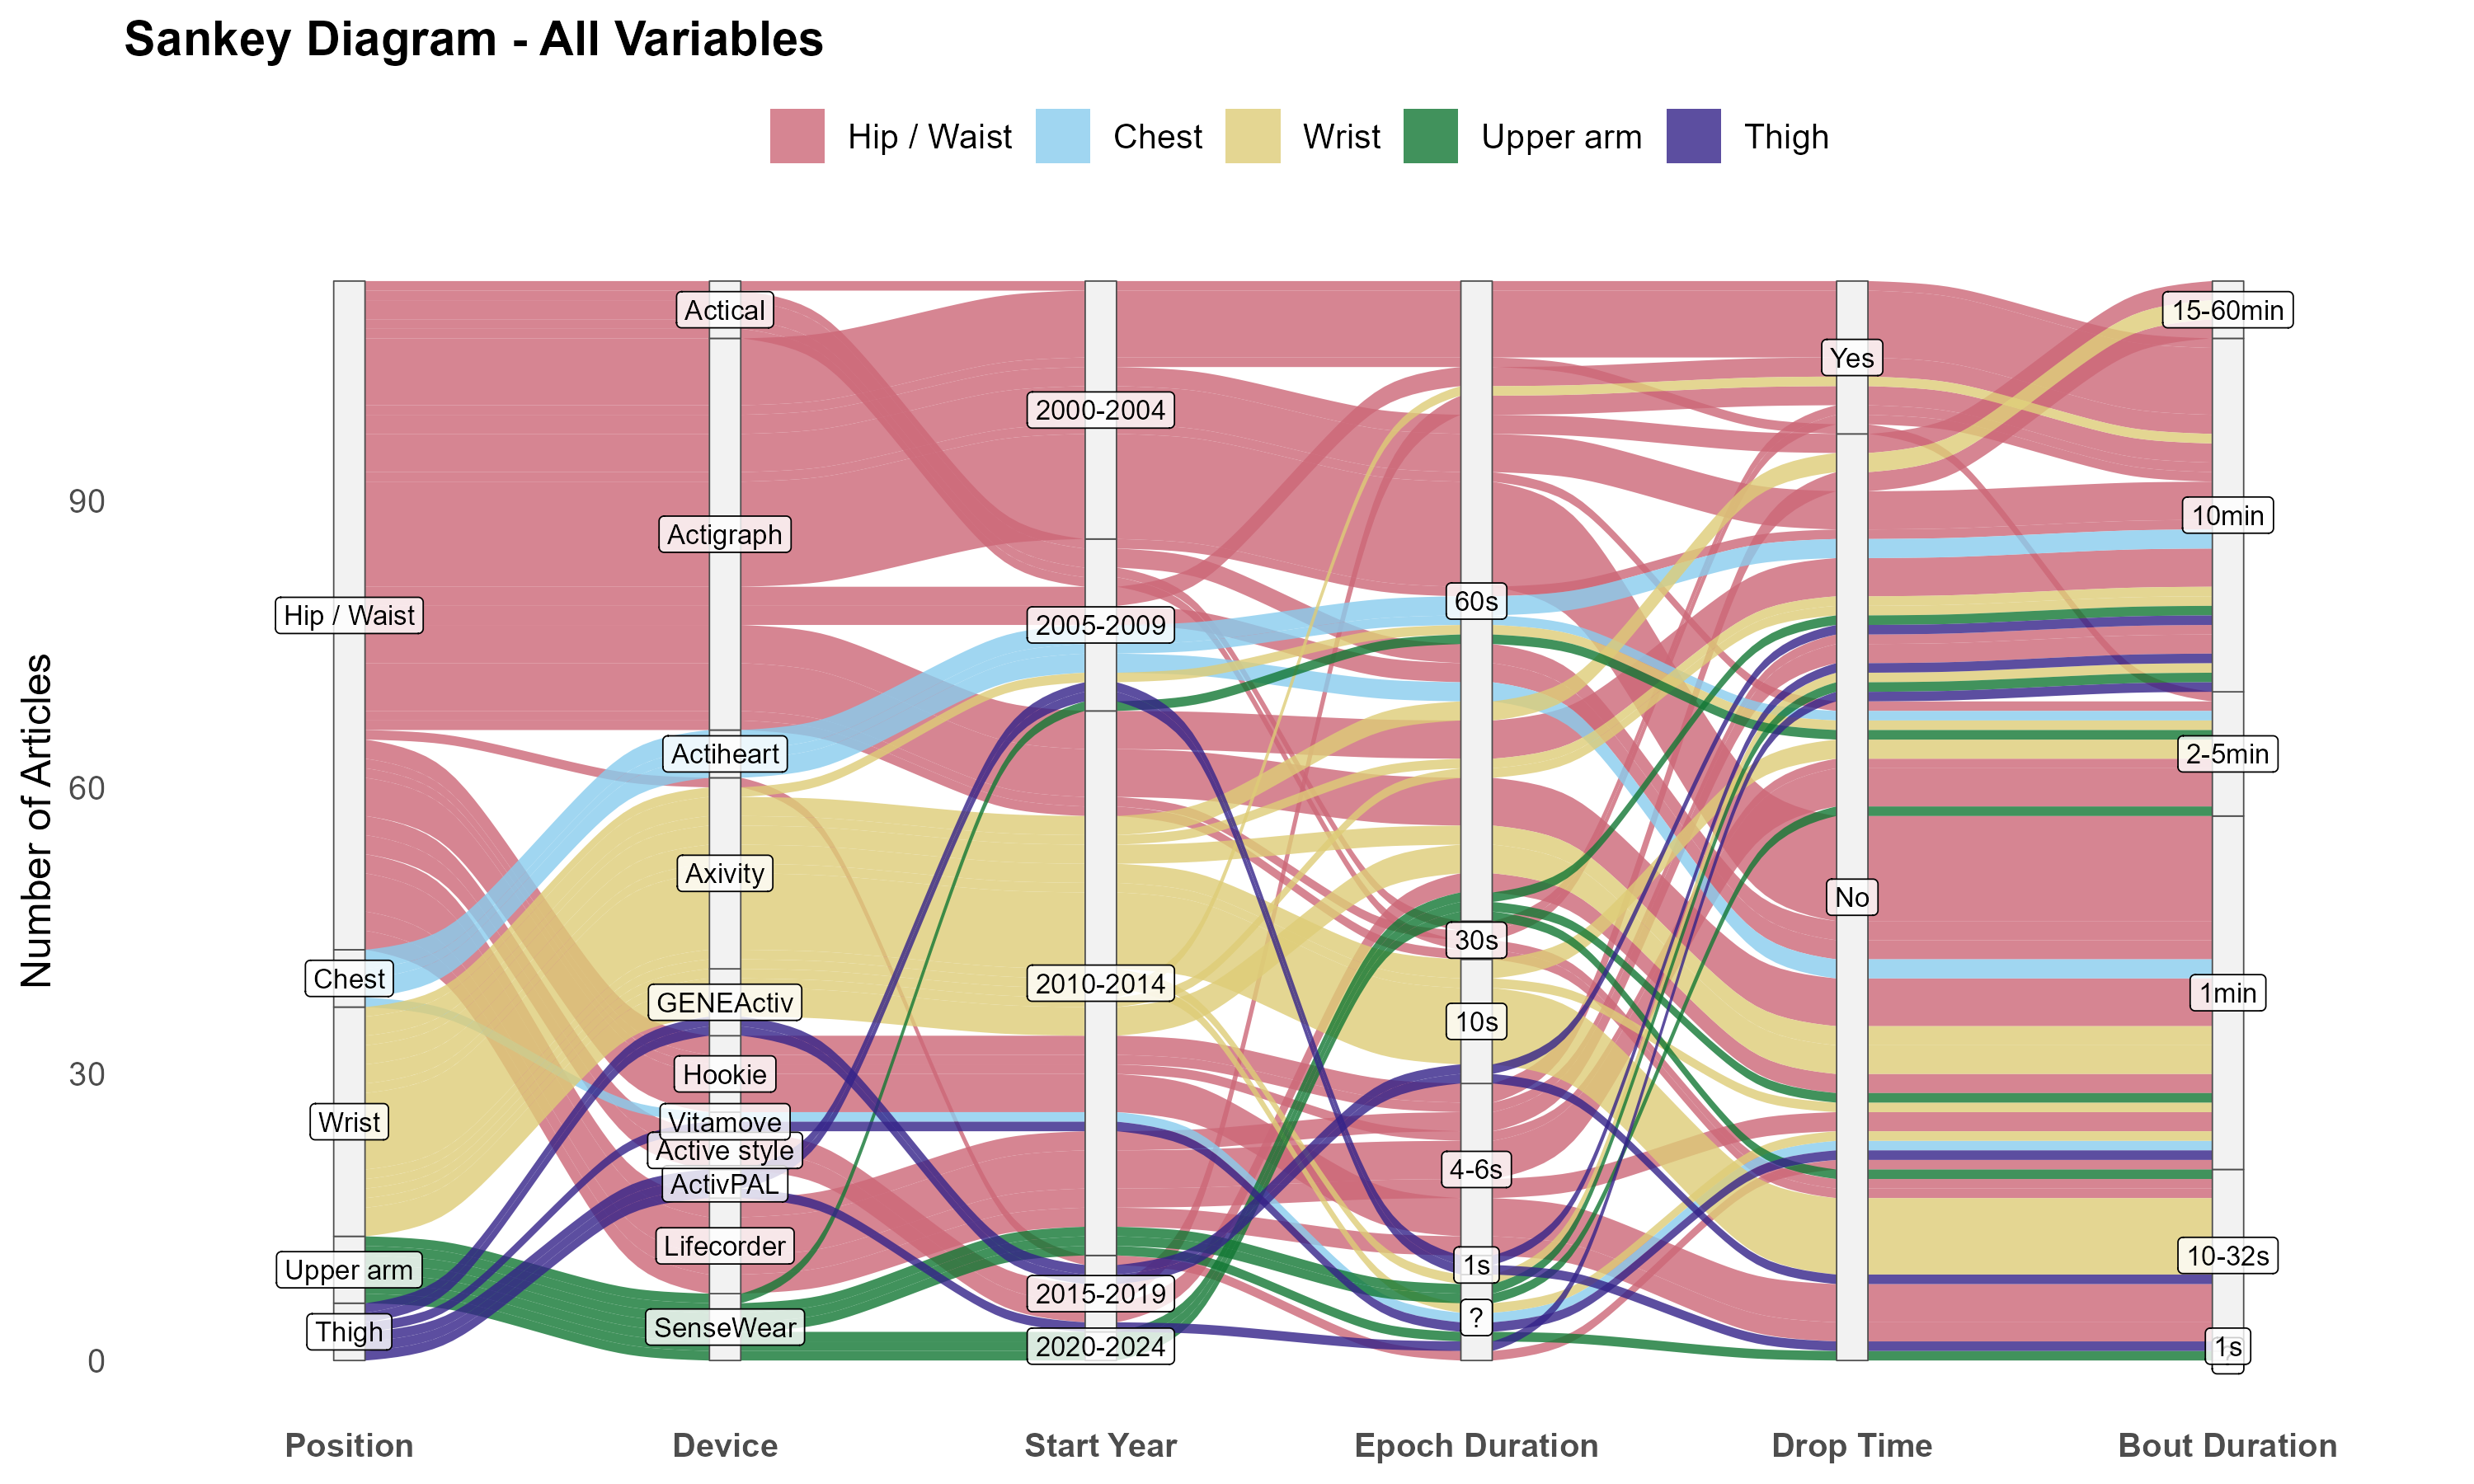 Sankey Diagram - All Variables
Hip / Waist
Chest
Wrist
Upper arm
Thigh
Number of Articles
90
60
30
0
Hip / Waist
Chest
Wrist
Upper arm
Thigh
Actical
Actigraph
Actiheart
Axivity
GENEActiv
Hookie
Vitamove
Active style
ActivPAL
Lifecorder
SenseWear
2000-2004
2005-2009
2010-2014
2015-2019
2020-2024
60s
30s
10s
4-6s
1s
?
Yes
No
15-60min
10min
2-5min
1min
10-32s
1s
Position
Device
Start Year
Epoch Duration
Drop Time
Bout Duration